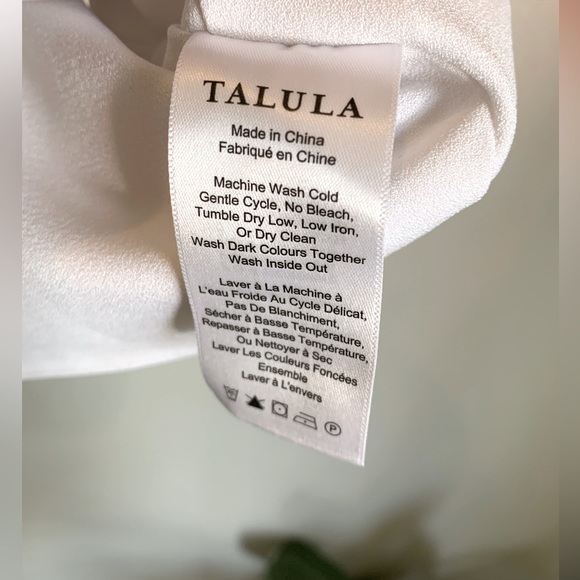 TALULA
Made in China
Fabriqué en Chine
Machine Wash Cold
Gentle Cycle, No Bleach,
Tumble Dry Low, Low Iron,
Or Dry Clean
Wash Dark Colours Together
Wash Inside Out
Laver à La Machine à
L'eau Froide Au Cycle Délicat,
Pas De Blanchiment,
Sécher à Basse Température,
Repasser à Basse Température,
Ou Nettoyer à Sec
Laver Les Couleurs Foncées
Ensemble
Laver à L'envers
P